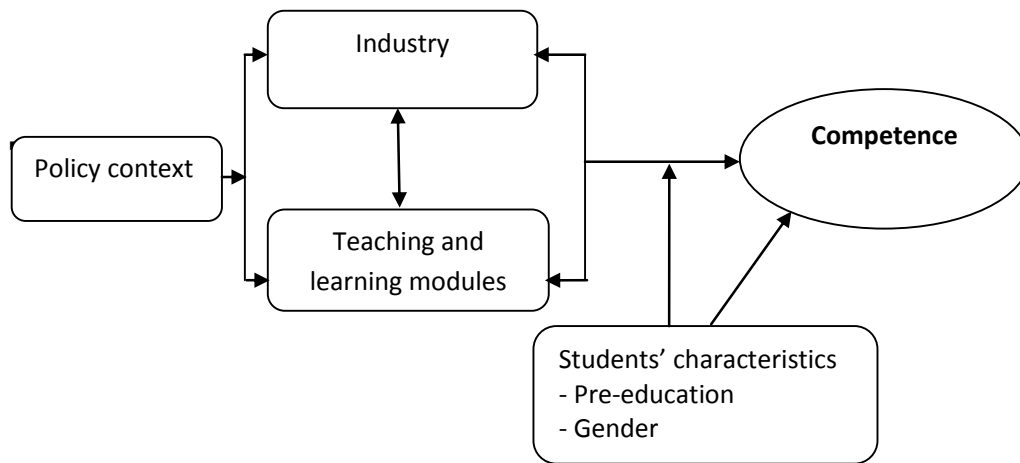 Industry
Competence
Policy context
Teaching and
learning modules
Students’ characteristics
- Pre-education
- Gender